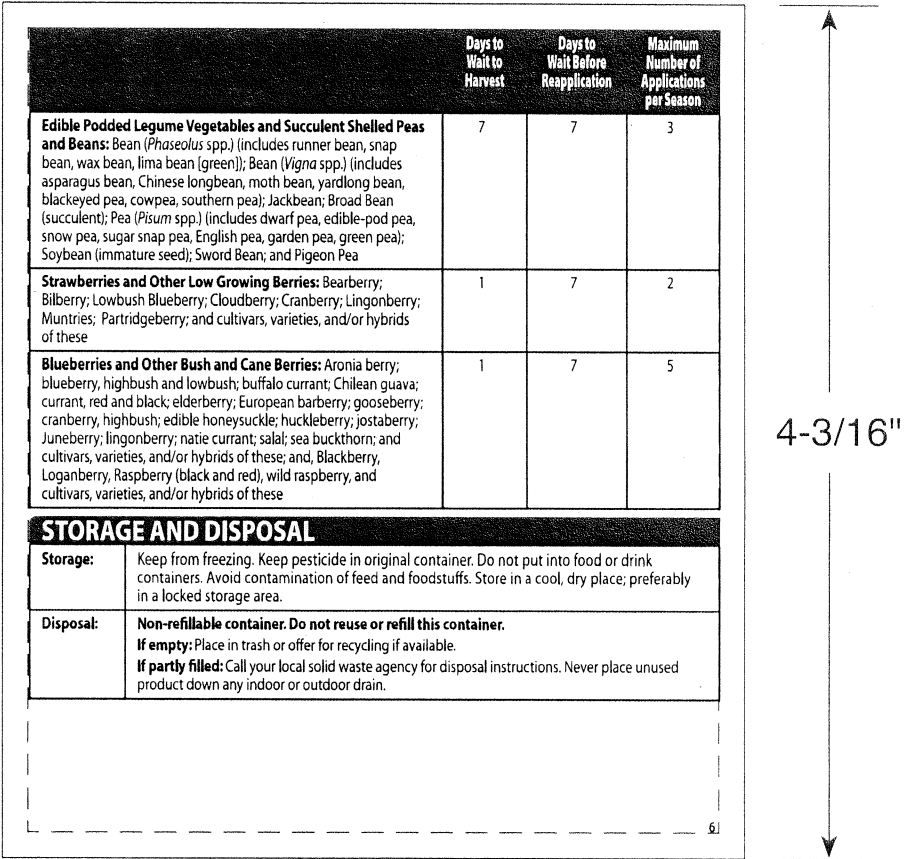 Days to Wait to Harvest
Days to Wait Before Reapplication
Maximum Number of Applications per Season
Edible Podded Legume Vegetables and Succulent Shelled Peas
and Beans: Bean (Phaseolus spp.) (includes runner bean, snap
bean, wax bean, lima bean [green]); Bean (Vigna spp.) (includes
asparagus bean, Chinese longbean, moth bean, yardlong bean,
blackeyed pea, cowpea, southern pea); Jackbean; Broad Bean
(succulent); Pea (Pisum spp.) (includes dwarf pea, edible-pod pea,
snow pea, sugar snap pea, English pea, garden pea, green pea);
Soybean (immature seed); Sword Bean; and Pigeon Pea
7 7 3
Strawberries and Other Low Growing Berries: Bearberry;
Bilberry; Lowbush Blueberry; Cloudberry; Cranberry; Lingonberry;
Muntries; Partridgeberry; and cultivars, varieties, and/or hybrids
of these
1 7 2
Blueberries and Other Bush and Cane Berries: Aronia berry;
blueberry, highbush and lowbush; buffalo currant; Chilean guava;
currant, red and black; elderberry; European barberry; gooseberry;
cranberry, highbush; edible honeysuckle; huckleberry; jostaberry;
Juneberry; lingonberry; natie currant; salal; sea buckthorn; and
cultivars, varieties, and/or hybrids of these; and, Blackberry,
Loganberry, Raspberry (black and red), wild raspberry, and
cultivars, varieties, and/or hybrids of these
1 7 5
STORAGE AND DISPOSAL
Storage: Keep from freezing. Keep pesticide in original container. Do not put into food or drink
containers. Avoid contamination of feed and foodstuffs. Store in a cool, dry place; preferably
in a locked storage area.
Disposal: Non-refillable container. Do not reuse or refill this container.
If empty: Place in trash or offer for recycling if available.
If partly filled: Call your local solid waste agency for disposal instructions. Never place unused
product down any indoor or outdoor drain.
6
4-3/16"